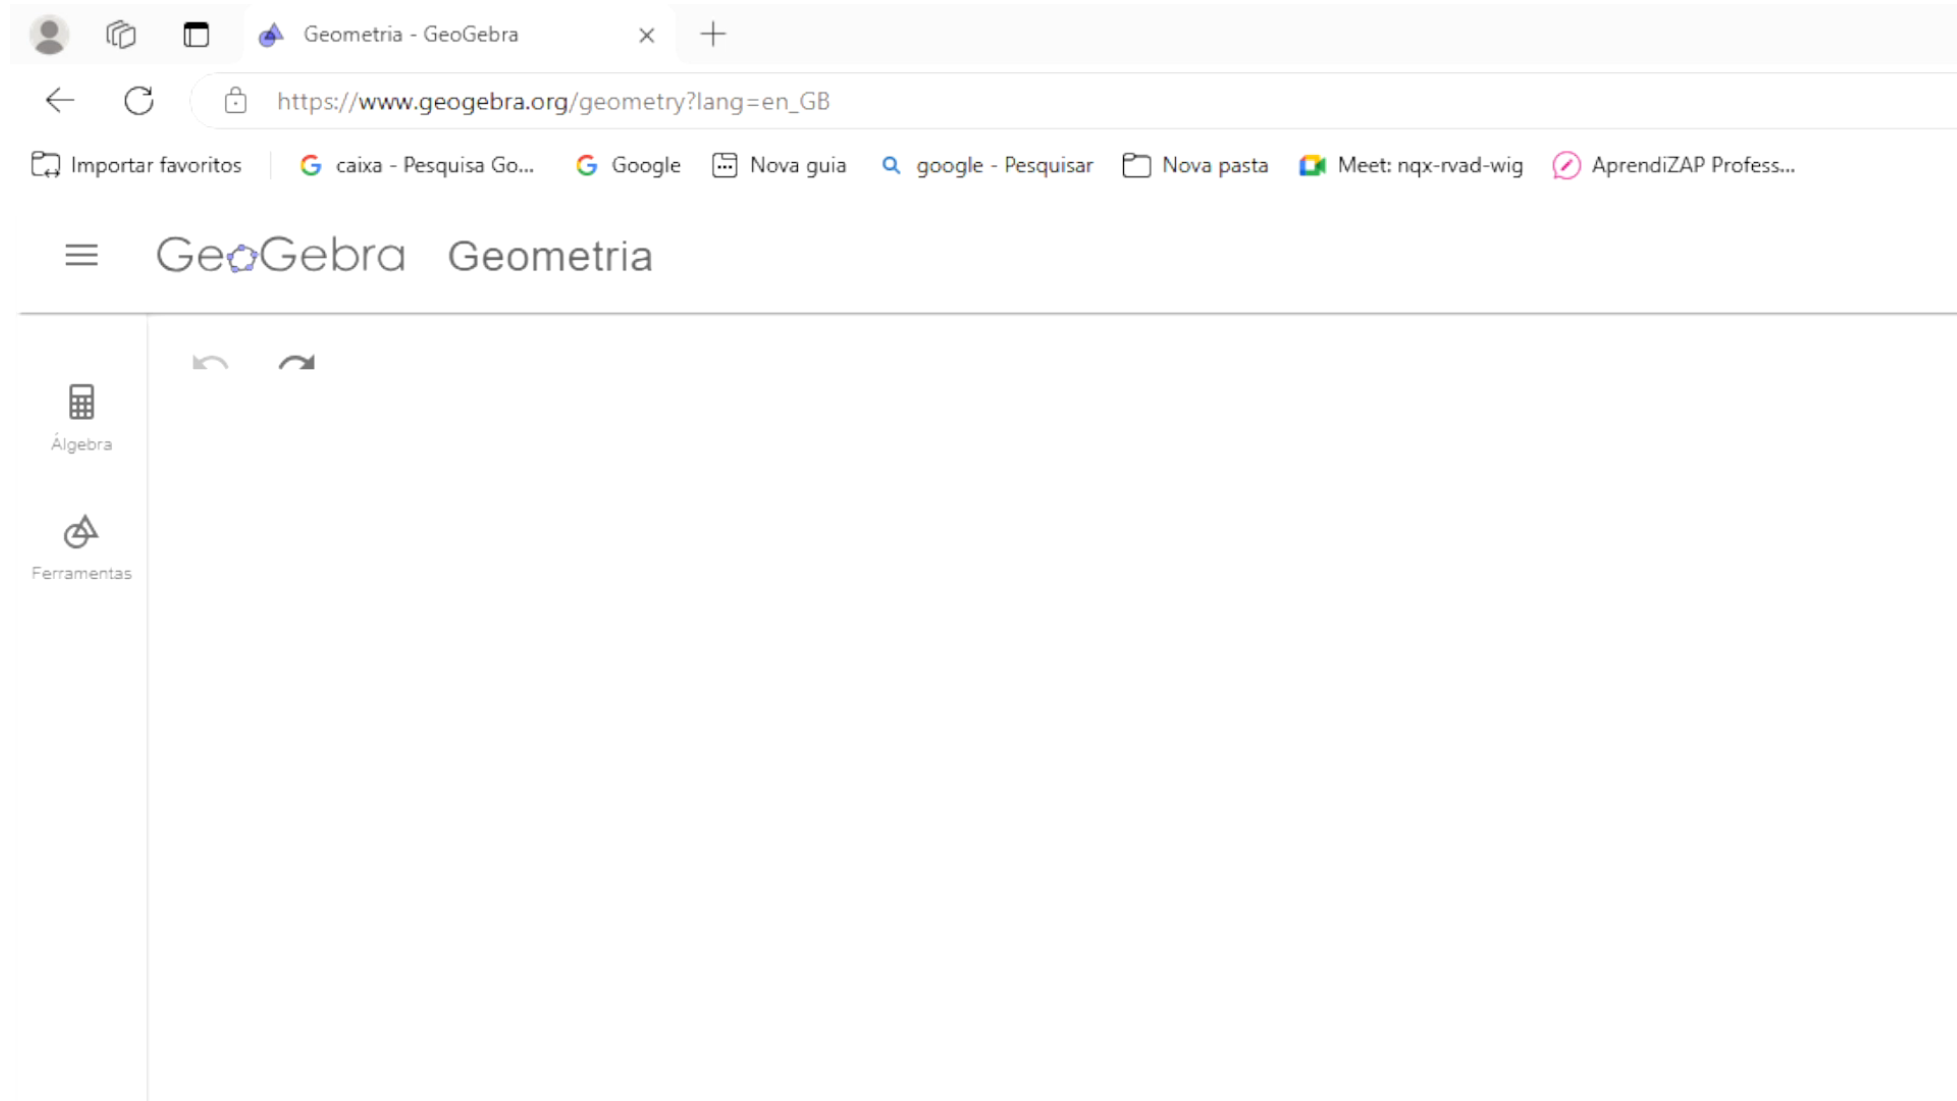 Geometria - GeoGebra
https://www.geogebra.org/geometry?lang=en_GB
Importar favoritos caixa - Pesquisa Go... Google Nova guia google - Pesquisar Nova pasta Meet: nqx-rvad-wig AprendiZAP Profess...
GeoGebra Geometria
Álgebra
Ferramentas